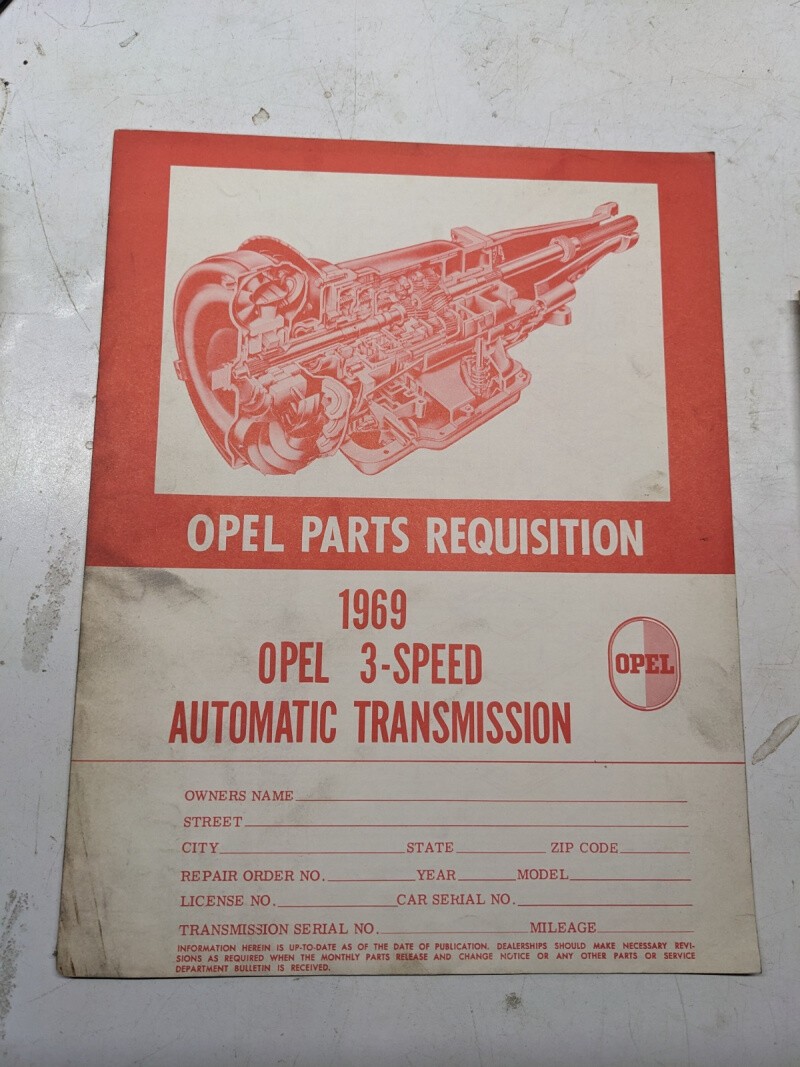 OPEL PARTS REQUISITION
1969
OPEL 3-SPEED
AUTOMATIC TRANSMISSION
OPEL
OWNERS NAME
STREET
CITY STATE ZIP CODE
REPAIR ORDER NO. YEAR MODEL
LICENSE NO. CAR SERIAL NO.
TRANSMISSION SERIAL NO. MILEAGE
INFORMATION HEREIN IS UP-TO-DATE AS OF THE DATE OF PUBLICATION. DEALERSHIPS SHOULD MAKE NECESSARY REVI-
SIONS AS REQUIRED WHEN THE MONTHLY PARTS RELEASE AND CHANGE NOTICE OR ANY OTHER PARTS OR SERVICE
DEPARTMENT BULLETIN IS RECEIVED.